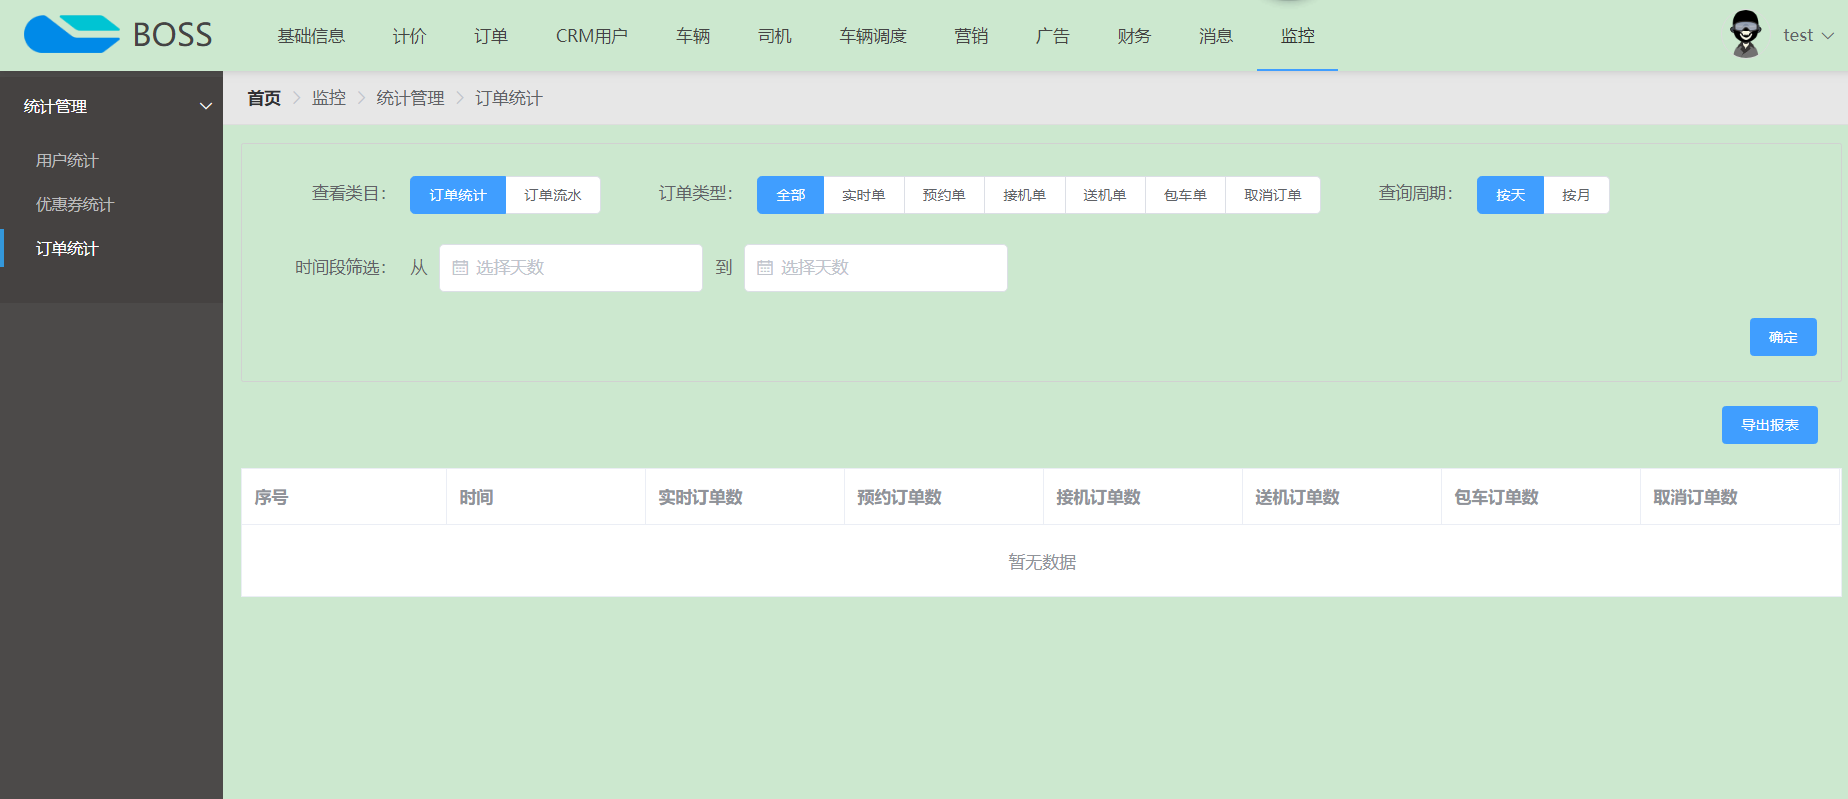 BOSS
基础信息 计价 订单 CRM用户 车辆 司机 车辆调度 营销 广告 财务 消息 监控
test
统计管理
用户统计
优惠券统计
订单统计
首页 > 监控 > 统计管理 > 订单统计
查看类目： 订单统计 订单流水 订单类型： 全部 实时单 预约单 接机单 送机单 包车单 取消订单 查询周期： 按天 按月
时间段筛选： 从 选择天数 到 选择天数
确定
导出报表
序号 时间 实时订单数 预约订单数 接机订单数 送机订单数 包车订单数 取消订单数
暂无数据